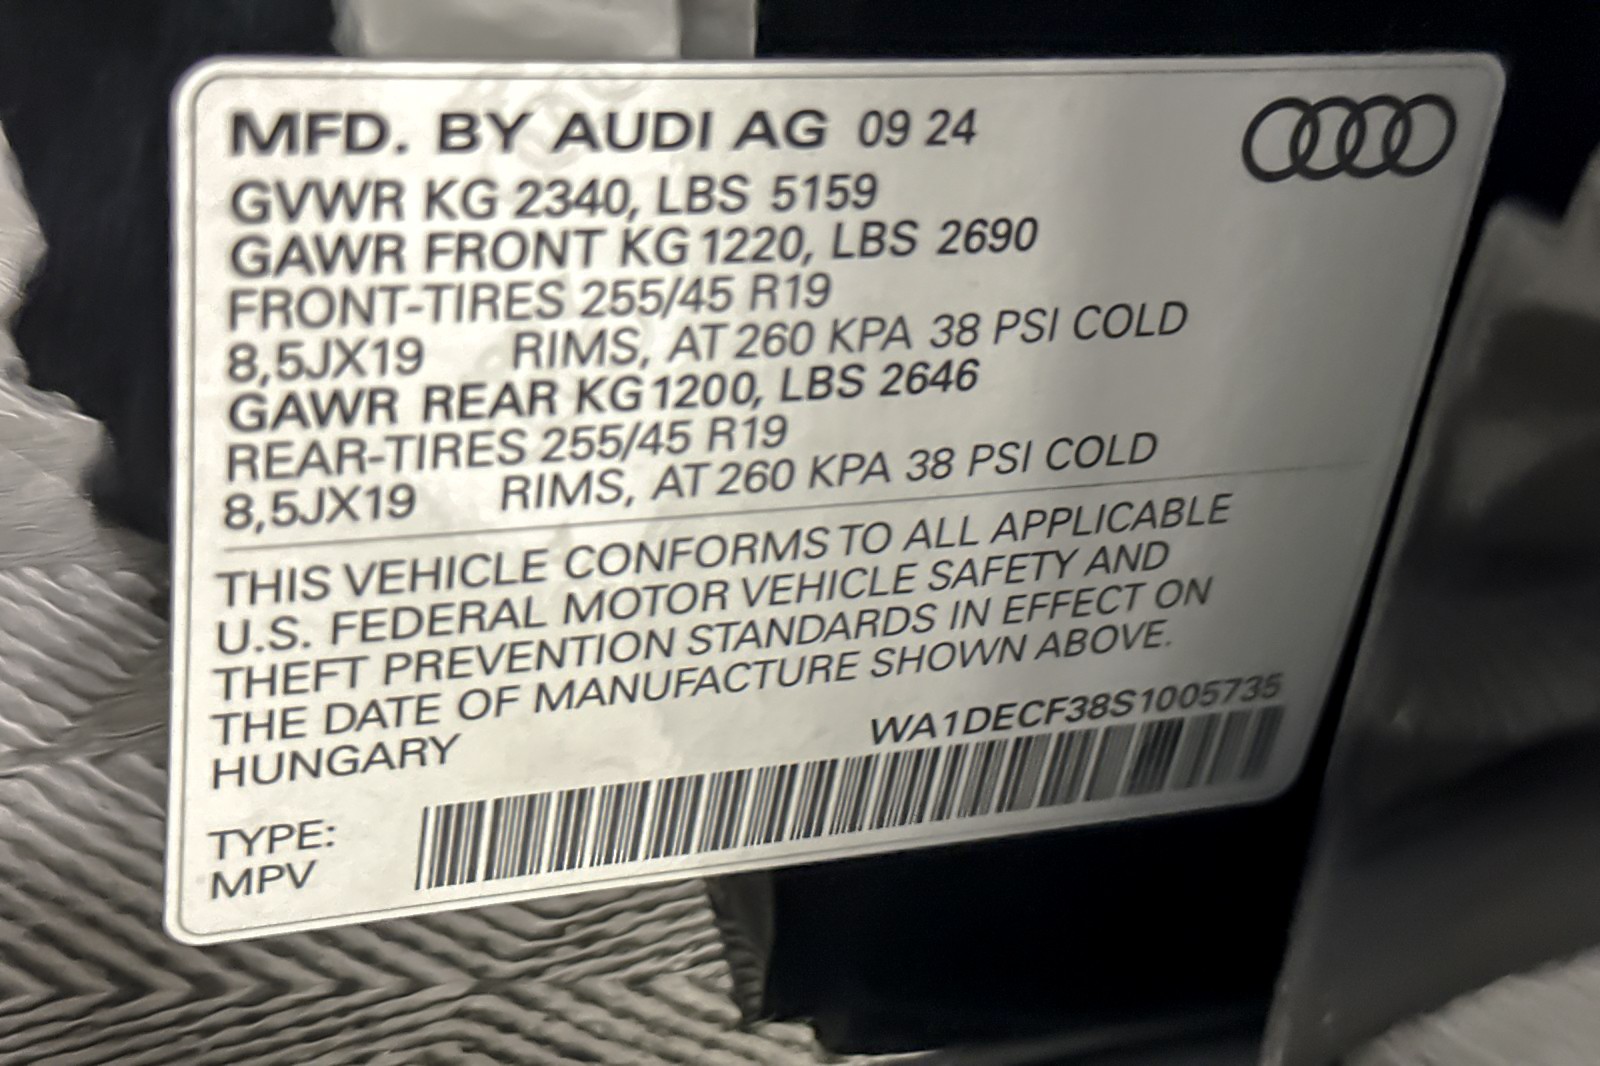 MFD. BY AUDI AG 09 24
GVWR KG 2340, LBS 5159
GAWR FRONT KG 1220, LBS 2690
FRONT-TIRES 255/45 R19
8,5JX19 RIMS, AT 260 KPA 38 PSI COLD
GAWR REAR KG 1200, LBS 2646
REAR-TIRES 255/45 R19
8,5JX19 RIMS, AT 260 KPA 38 PSI COLD
THIS VEHICLE CONFORMS TO ALL APPLICABLE
U.S. FEDERAL MOTOR VEHICLE SAFETY AND
THEFT PREVENTION STANDARDS IN EFFECT ON
THE DATE OF MANUFACTURE SHOWN ABOVE.
HUNGARY
WA1DECF38S1005735
TYPE:
MPV